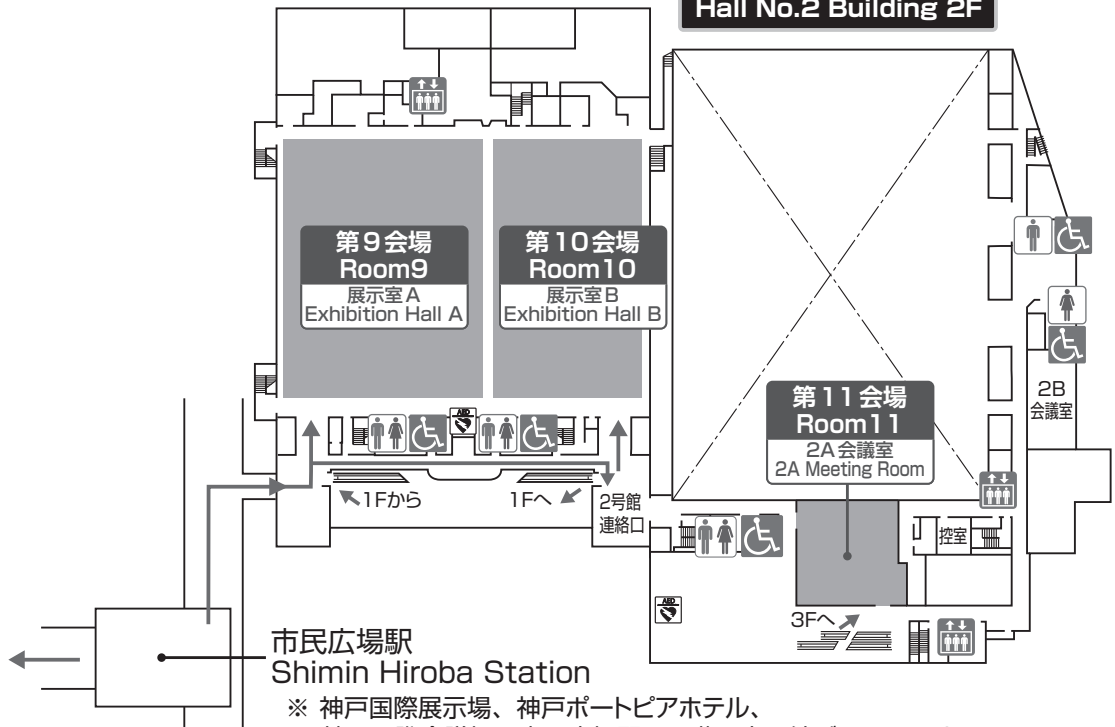 Hall No.2 Building 2F
第9会場
Room9
展示室A
Exhibition Hall A
第10会場
Room10
展示室B
Exhibition Hall B
第11会場
Room11
2A会議室
2A Meeting Room
2B
会議室
AED
1Fから
1Fへ
2号館
連絡口
控室
AED
3Fへ
市民広場駅
Shimin Hiroba Station
※ 神戸国際展示場、神戸ポートピアホテル、